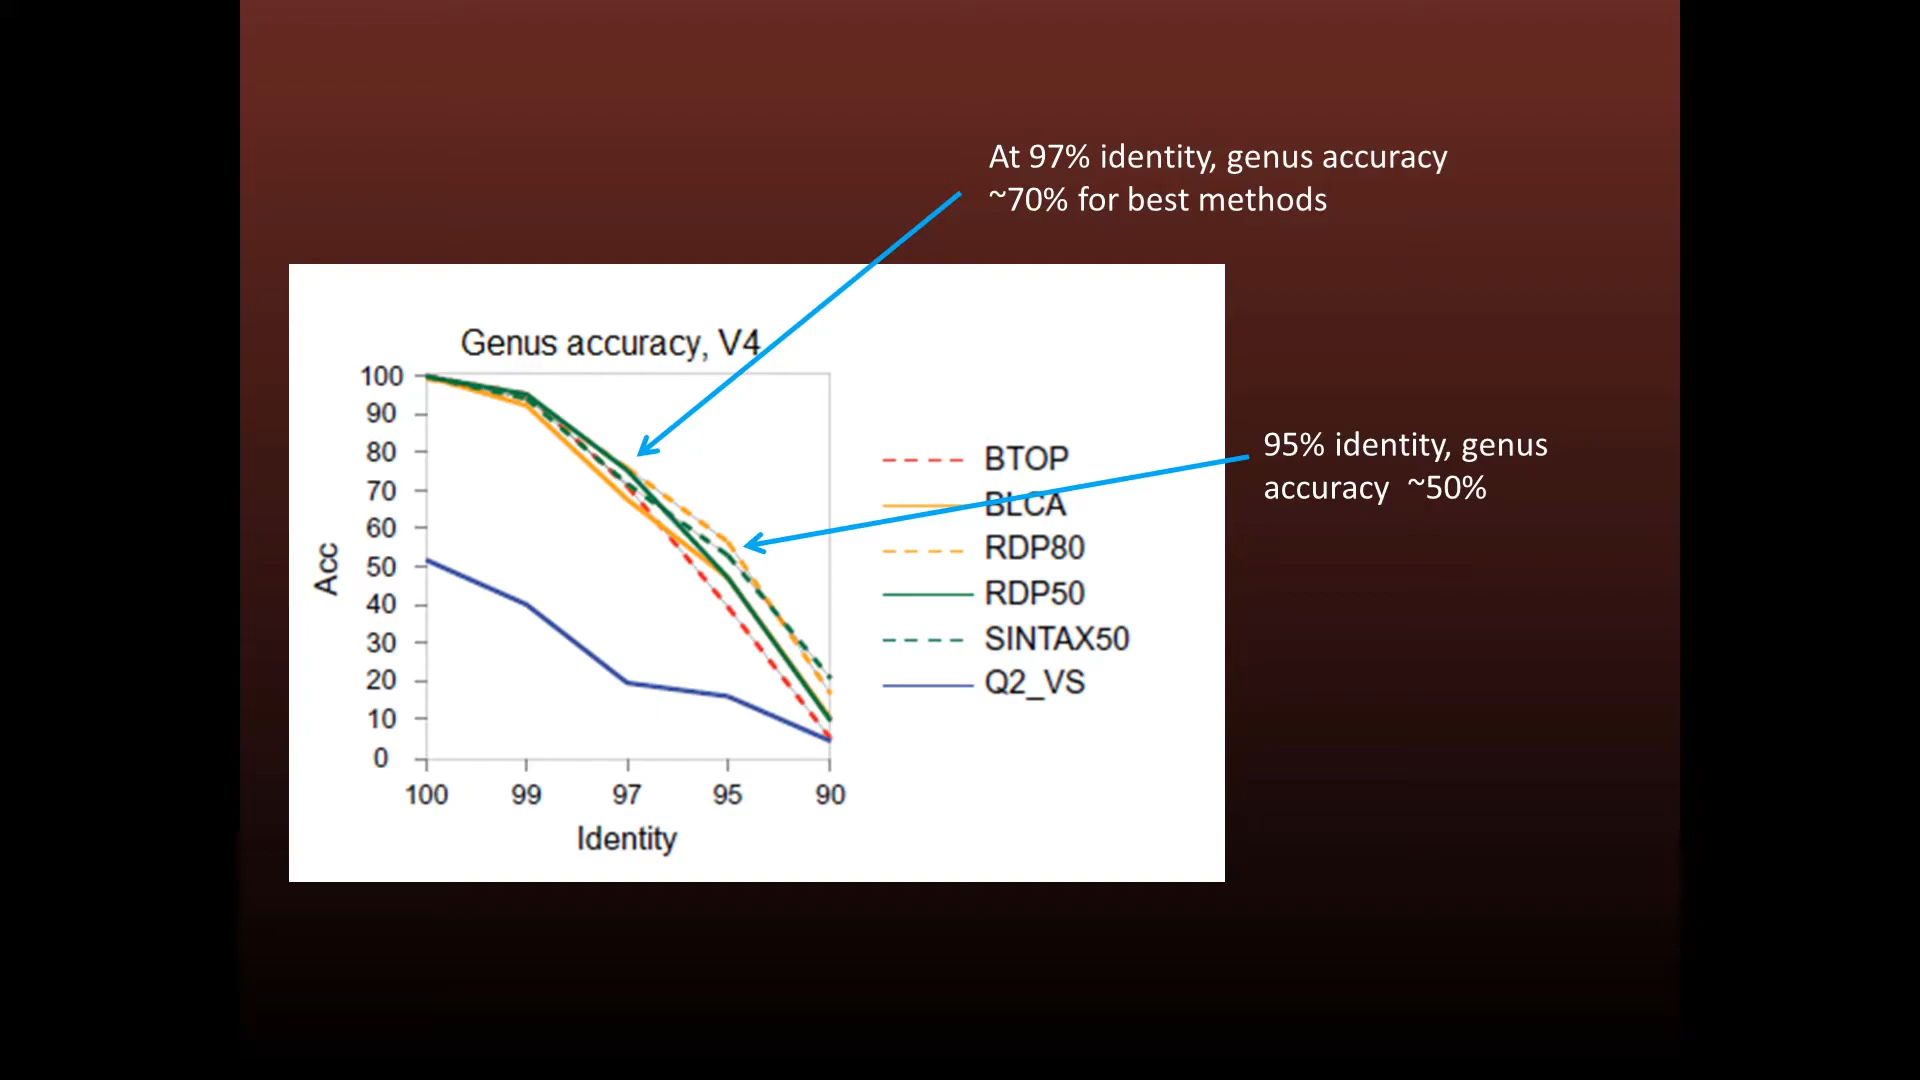 At 97% identity, genus accuracy
~70% for best methods
Genus accuracy, V4
100
90
80
70
60
50
40
30
20
10
0
Acc
100 99 97 95 90
Identity
BTOP
BLCA
RDP80
RDP50
SINTAX50
Q2_VS
95% identity, genus
accuracy ~50%